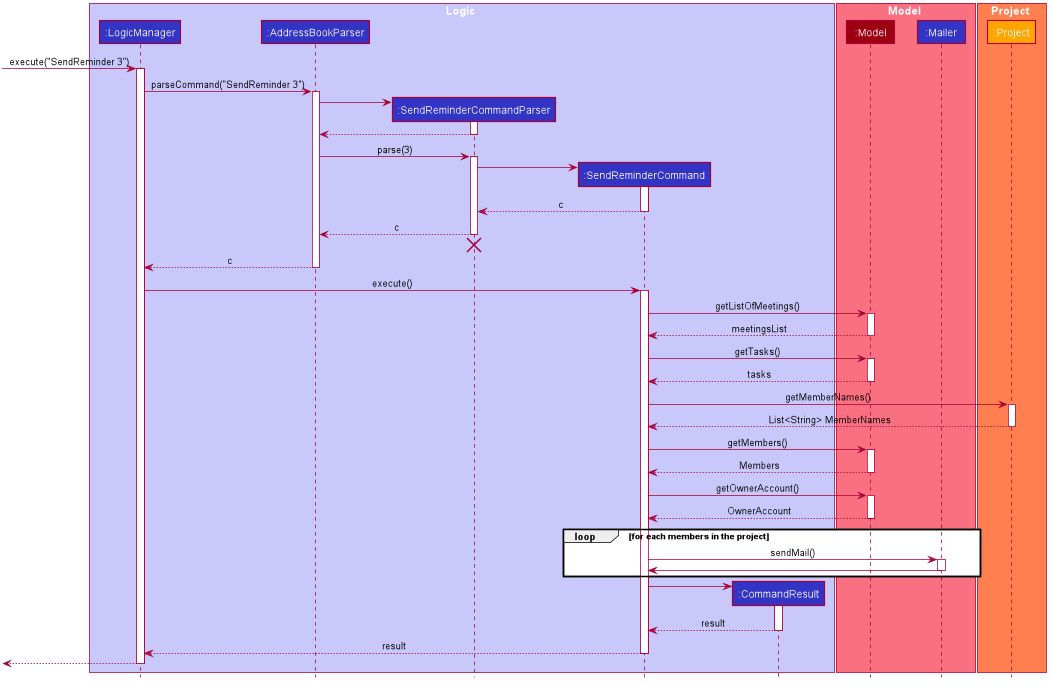 Logic
Model
Project
:LogicManager
:AddressBookParser
:Model
:Mailer
:Project
execute("SendReminder 3")
parseCommand("SendReminder 3")
:SendReminderCommandParser
parse(3)
:SendReminderCommand
c
c
c
execute()
getListOfMeetings()
meetingsList
getTasks()
tasks
getMemberNames()
List<String> MemberNames
getMembers()
Members
getOwnerAccount()
OwnerAccount
loop [for each members in the project]
sendMail()
:CommandResult
result
result